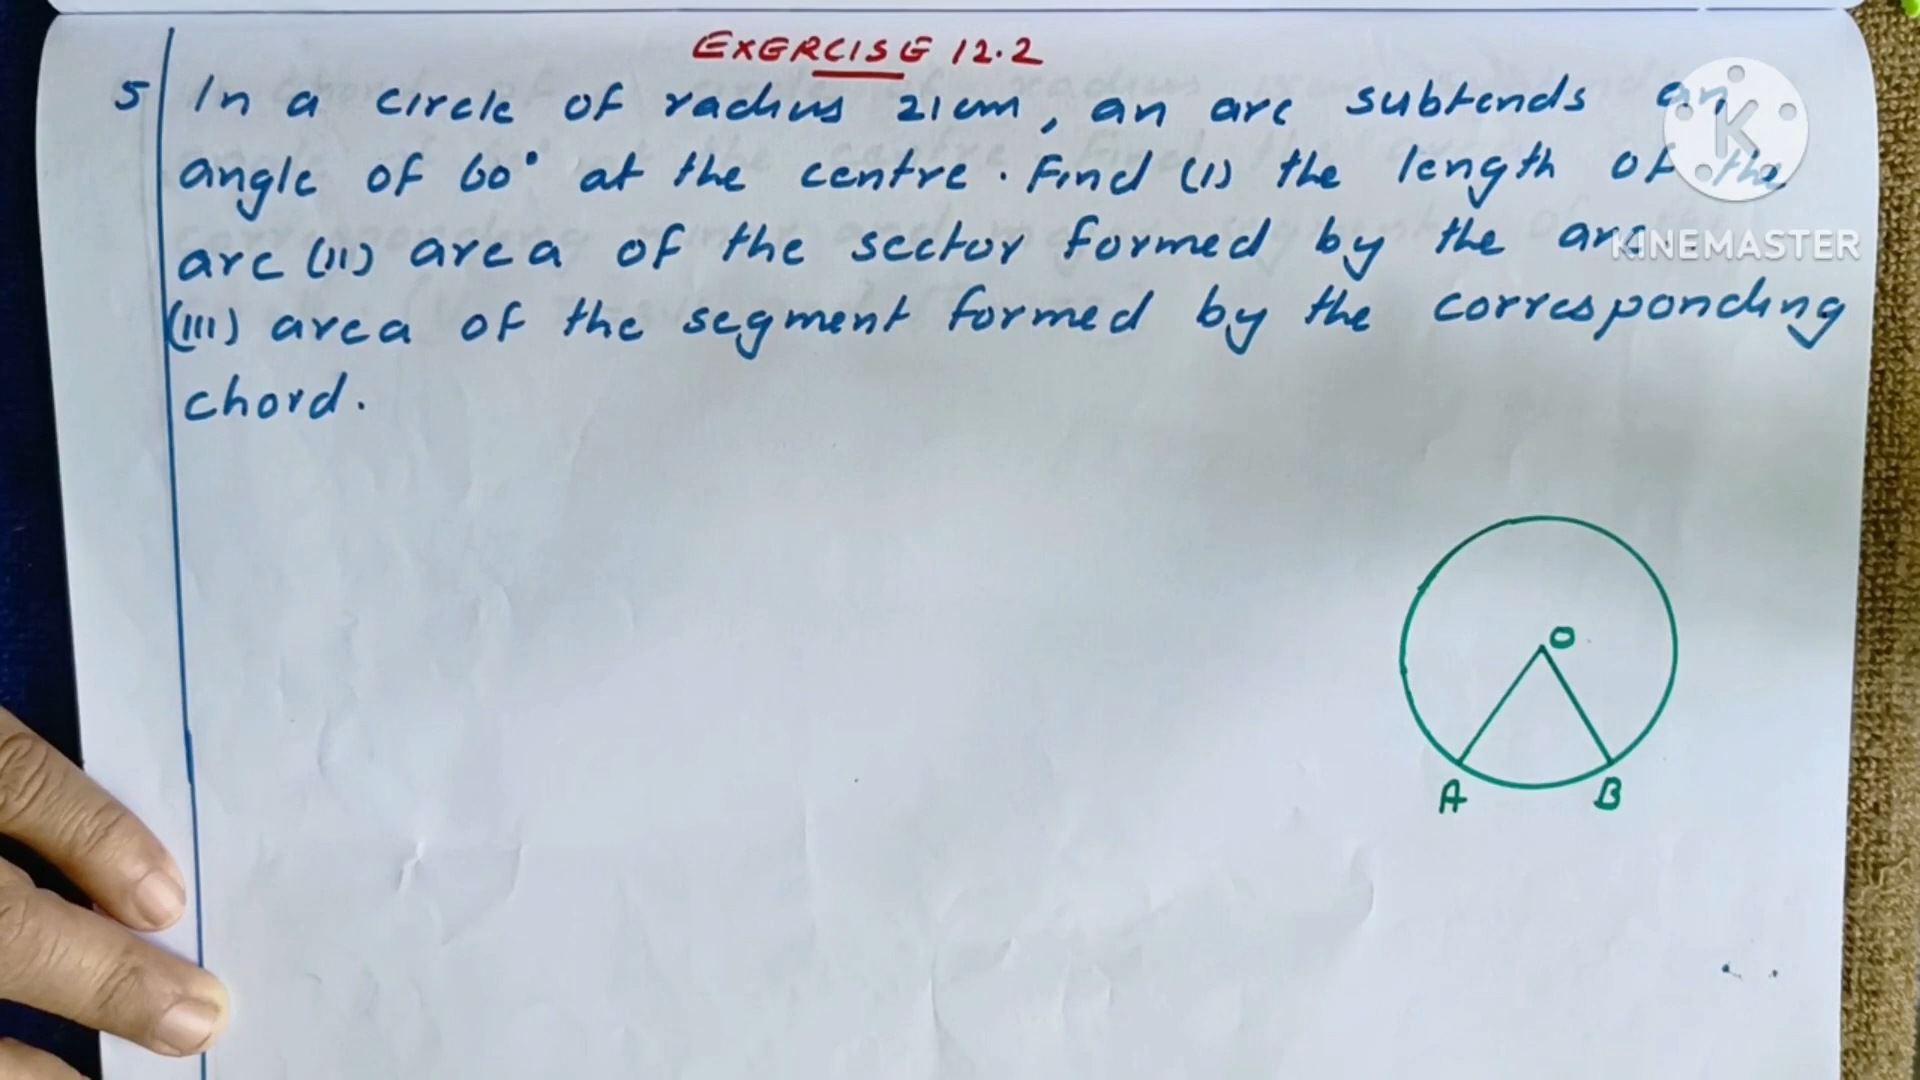 EXERCISE 12.2
5 In a circle of radius 21cm, an arc subtends an
angle of 60° at the centre. Find (I) the length of the
arc (II) area of the sector formed by the arc
KINEMASTER
(III) area of the segment formed by the corresponding
chord.
O
A B